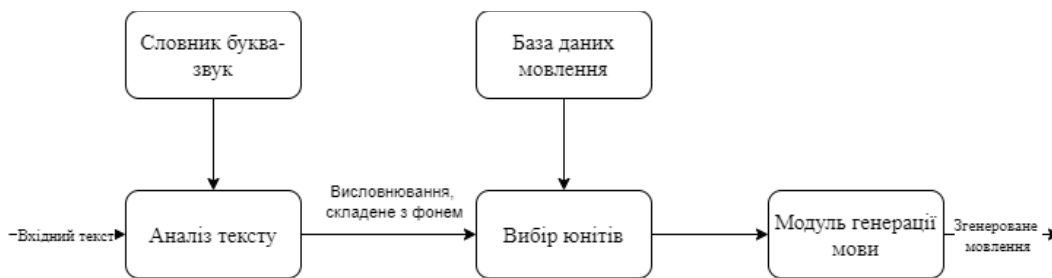 Словник буква-
звук
База даних
мовлення
Висловнювання,
складене з фонем
Вхідний текст
Аналіз тексту
Вибір юнітів
Модуль генерації
мови
Згенероване
мовлення